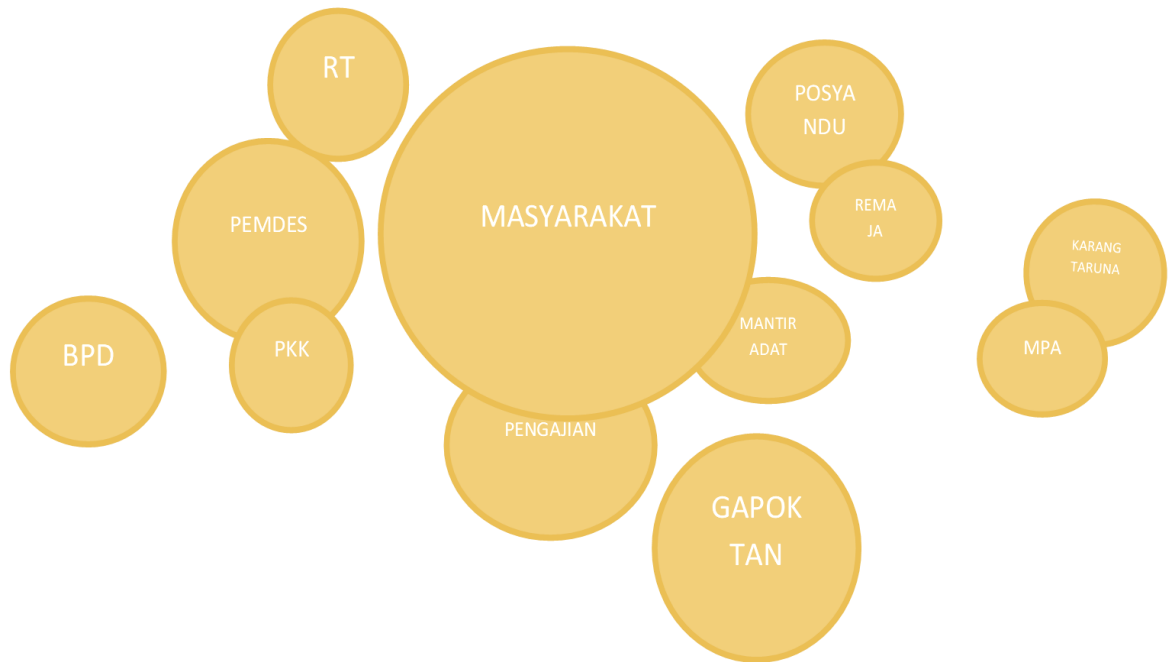 RT
POSYA
NDU
MASYARAKAT
PEMDES
REMA
JA
KARANG
TARUNA
BPD
PKK
MANTIR
ADAT
MPA
PENGAJIAN
GAPOK
TAN